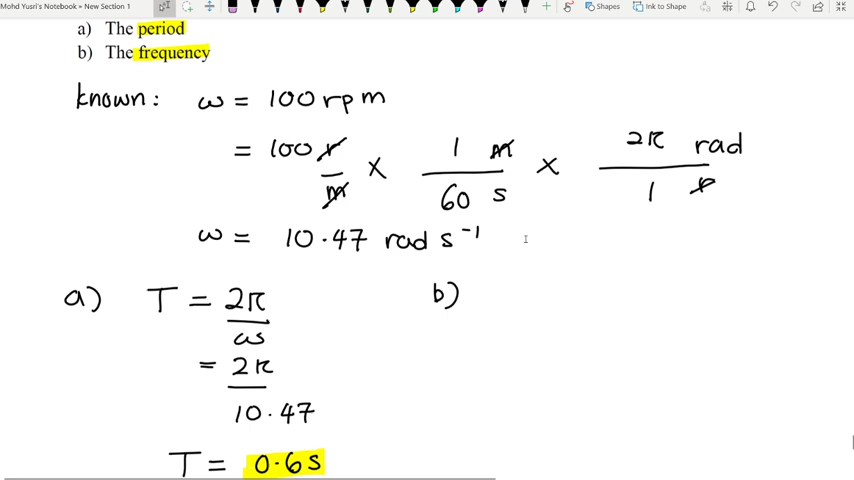 Mohd Yusri's Notebook » New Section 1
Shapes
Ink to Shape
a) The period
b) The frequency
known: ω = 100 rpm
= 100 r/m × 1 m/60 s × 2π rad/1 r
ω = 10.47 rad s⁻¹
a) T = 2π/ω
b)
= 2π/10.47
T = 0.6s